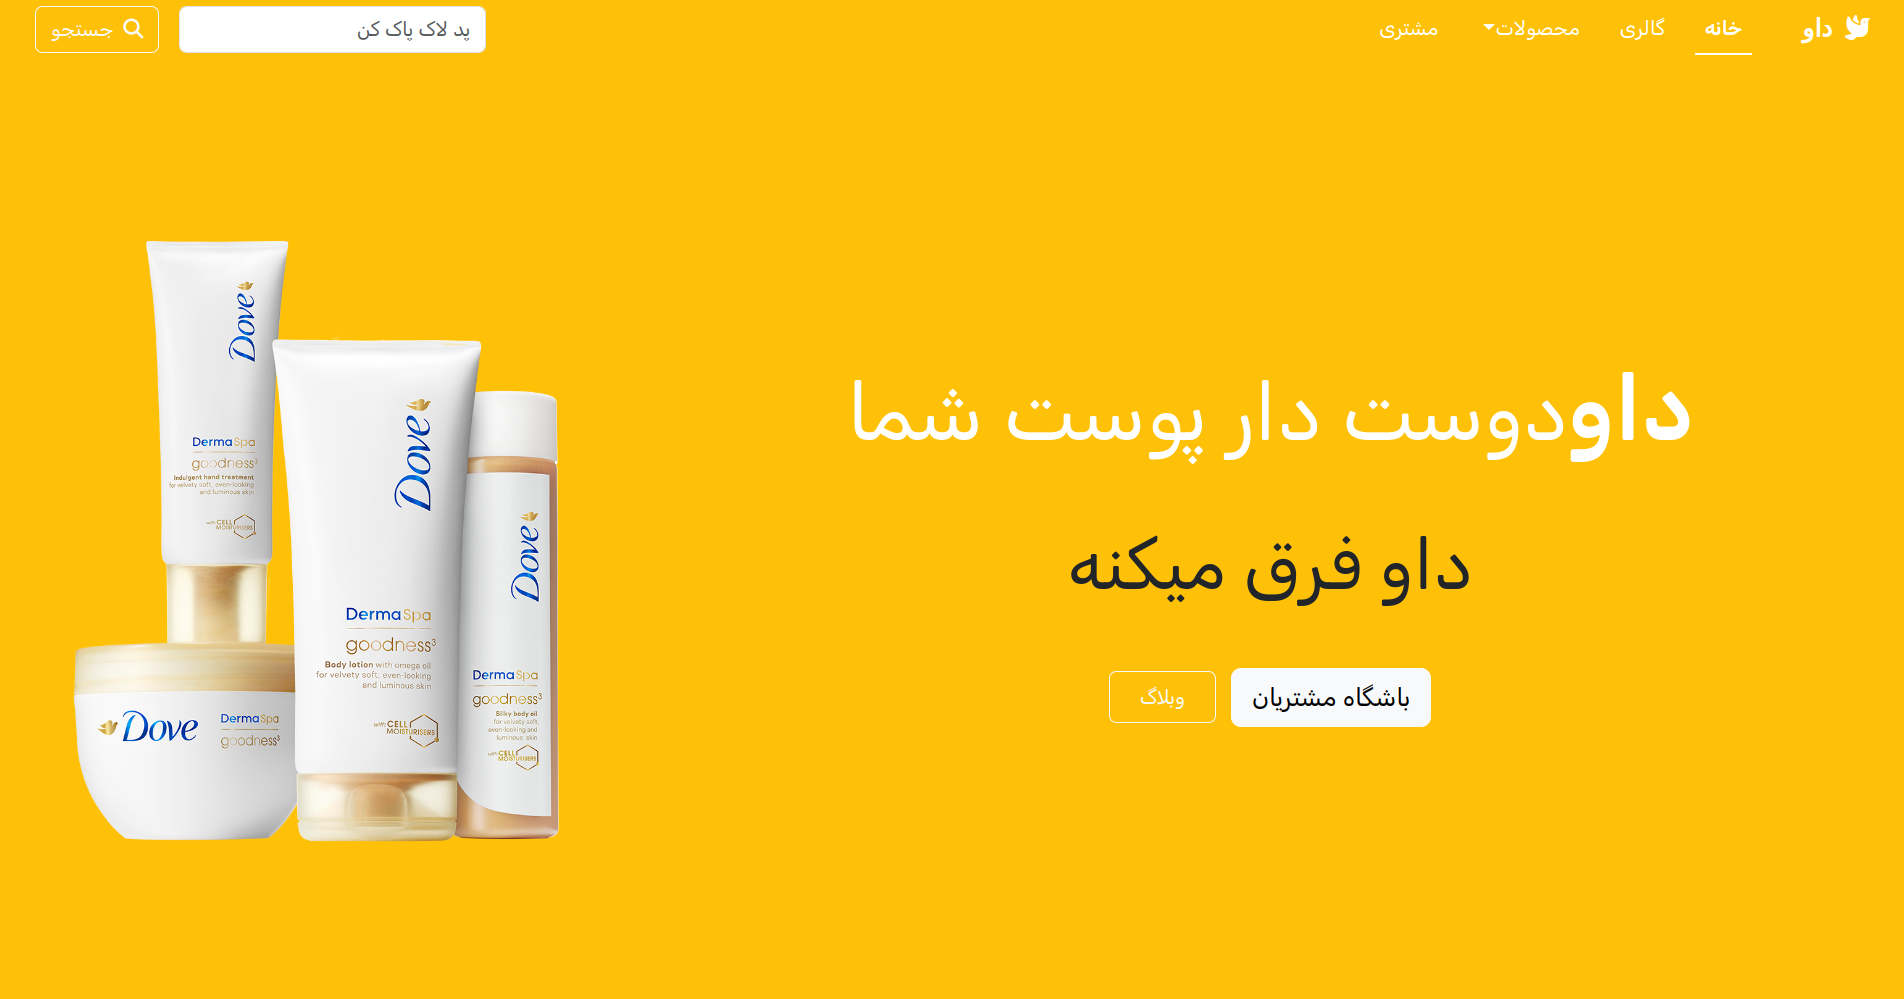 داو
خانه
گالری
محصولات
مشتری
پد لاک پاک کن
جستجو
داودوست دار پوست شما
داو فرق میکنه
باشگاه مشتریان
وبلاگ
Dove
DermaSpa
goodness³
Indulgent hand treatment
for velvety soft, even-looking
and luminous skin
with CELL
MOISTURISERS
Dove
DermaSpa
goodness³
Body lotion with omega oil
for velvety soft, even-looking
and luminous skin
with CELL
MOISTURISERS
Dove
DermaSpa
goodness³
Silky body oil
for velvety soft,
even-looking and
luminous skin
with CELL
MOISTURISERS
Dove
DermaSpa
goodness³